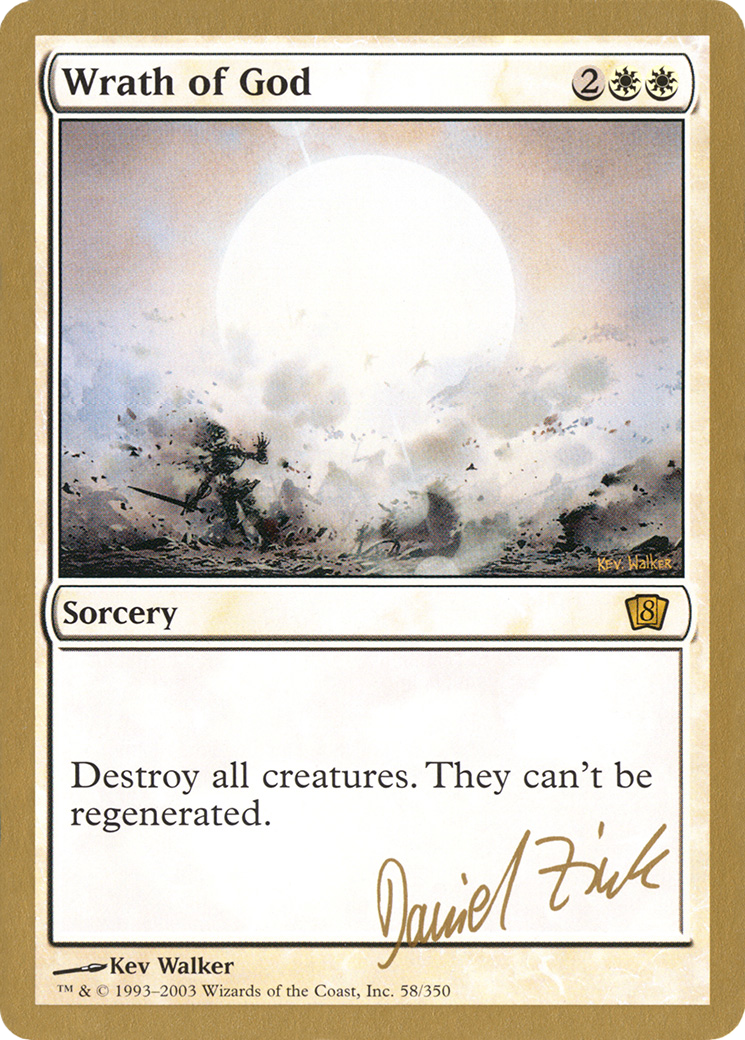 Wrath of God 2
Kev. Walker
Sorcery 8
Destroy all creatures. They can't be
regenerated.
Daniel Zink
Kev Walker
™ & © 1993–2003 Wizards of the Coast, Inc. 58/350